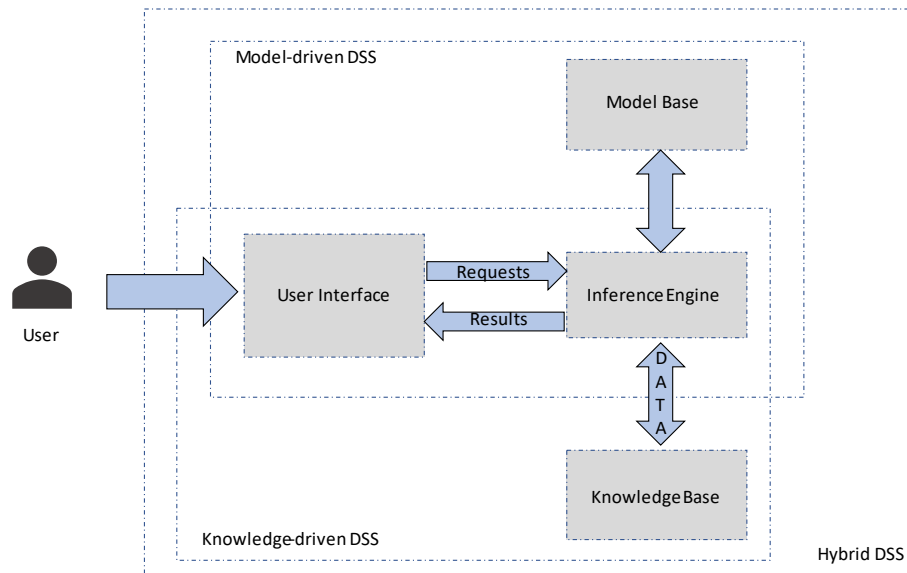 Model-driven DSS
Model Base
User Interface
Requests
Results
Inference Engine
User
DATA
Knowledge Base
Knowledge-driven DSS
Hybrid DSS